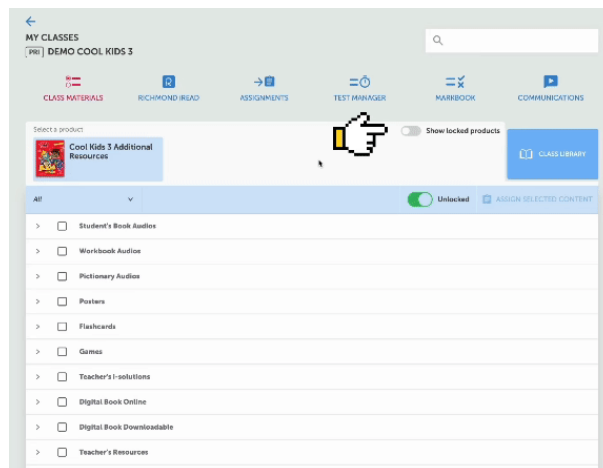 MY CLASSES
PRI DEMO COOL KIDS 3
CLASS MATERIALS
RICHMOND IREAD
ASSIGNMENTS
TEST MANAGER
MARKBOOK
COMMUNICATIONS
Select a product
Cool Kids 3 Additional
Resources
Show locked products
CLASS LIBRARY
All
Unlocked
ASSIGN SELECTED CONTENT
Student's Book Audios
Workbook Audios
Pictionary Audios
Posters
Flashcards
Games
Teacher's i-solutions
Digital Book Online
Digital Book Downloadable
Teacher's Resources